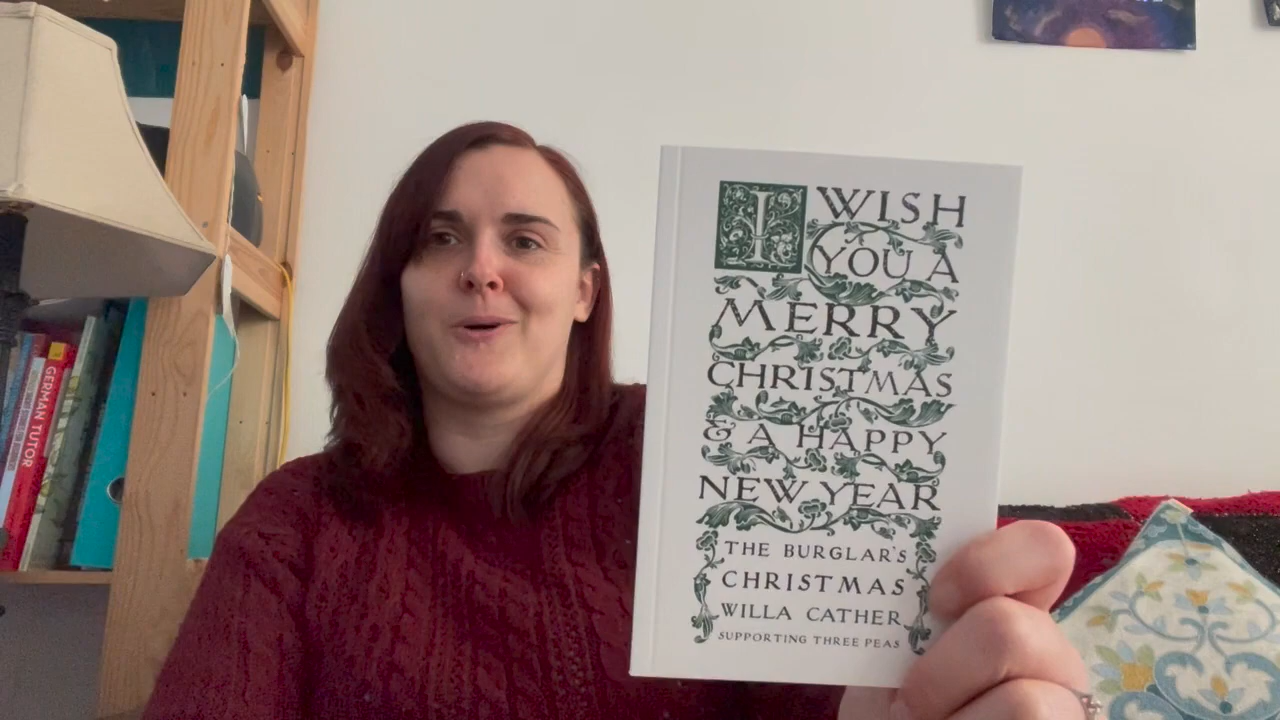 I WISH
YOU A
MERRY
CHRISTMAS
& A HAPPY
NEW YEAR
THE BURGLAR'S
CHRISTMAS
WILLA CATHER
SUPPORTING THREE PEAS
GERMAN TUTOR